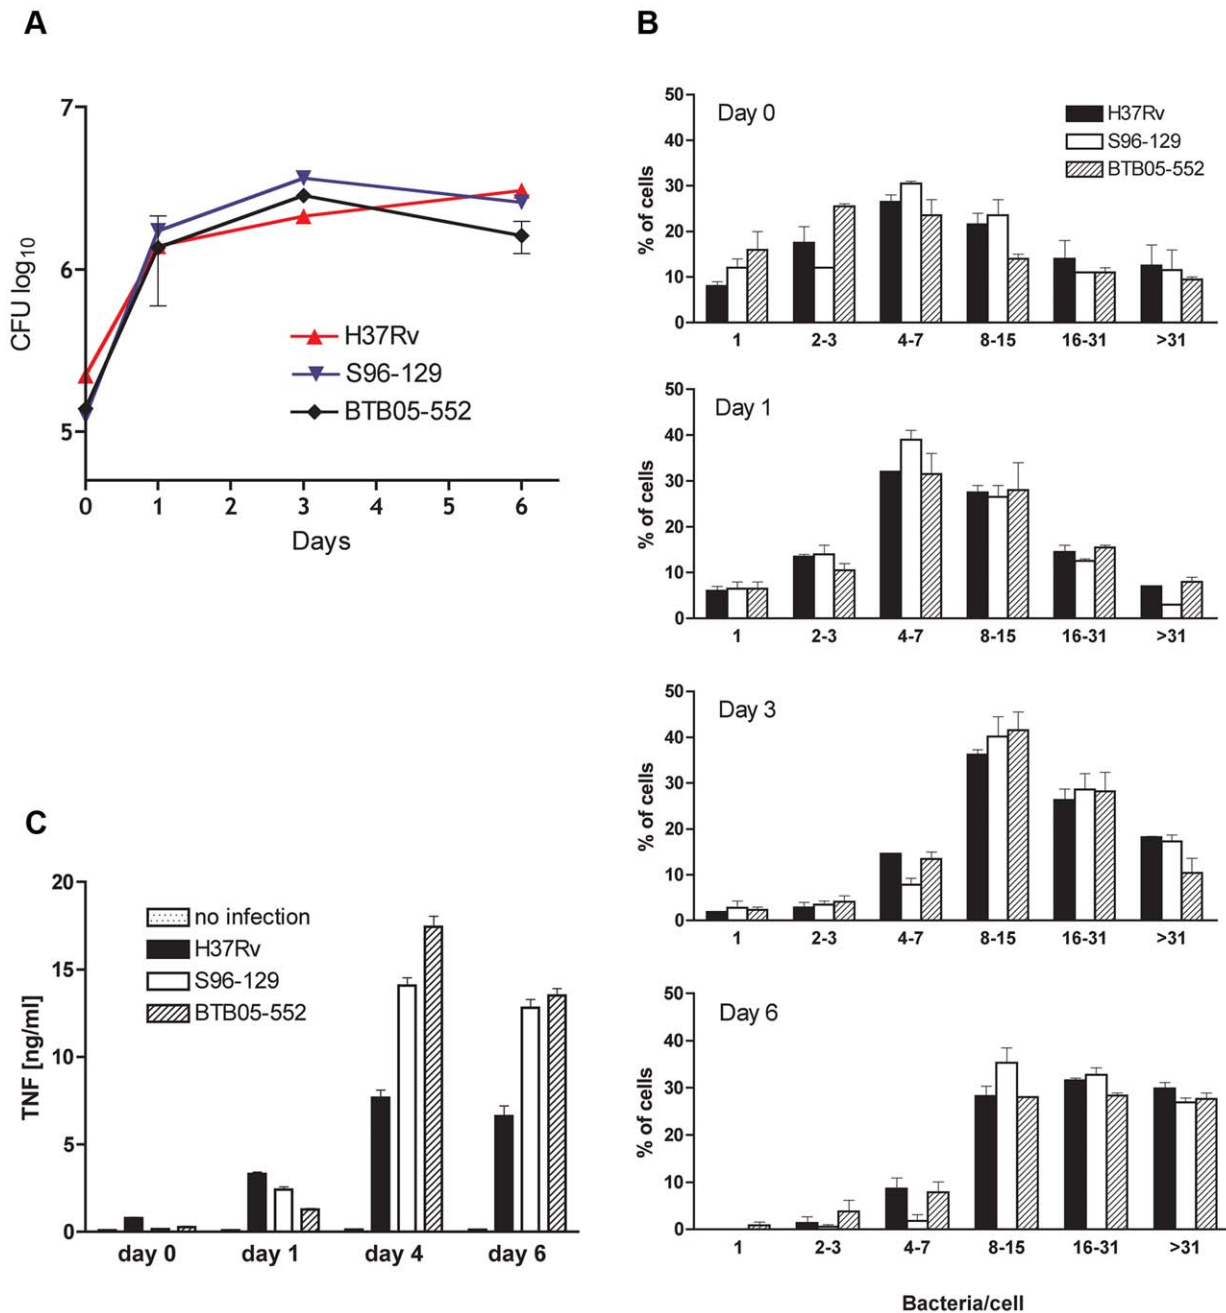 A
7
6
5
CFU log10
0 1 2 3 4 5 6
Days
H37Rv
S96-129
BTB05-552
B
Day 0
50
40
30
20
10
0
% of cells
H37Rv
S96-129
BTB05-552
1 2-3 4-7 8-15 16-31 >31
Day 1
50
40
30
20
10
0
% of cells
1 2-3 4-7 8-15 16-31 >31
Day 3
50
40
30
20
10
0
% of cells
1 2-3 4-7 8-15 16-31 >31
Day 6
50
40
30
20
10
0
% of cells
1 2-3 4-7 8-15 16-31 >31
Bacteria/cell
C
20
15
10
5
0
TNF [ng/ml]
no infection
H37Rv
S96-129
BTB05-552
day 0 day 1 day 4 day 6